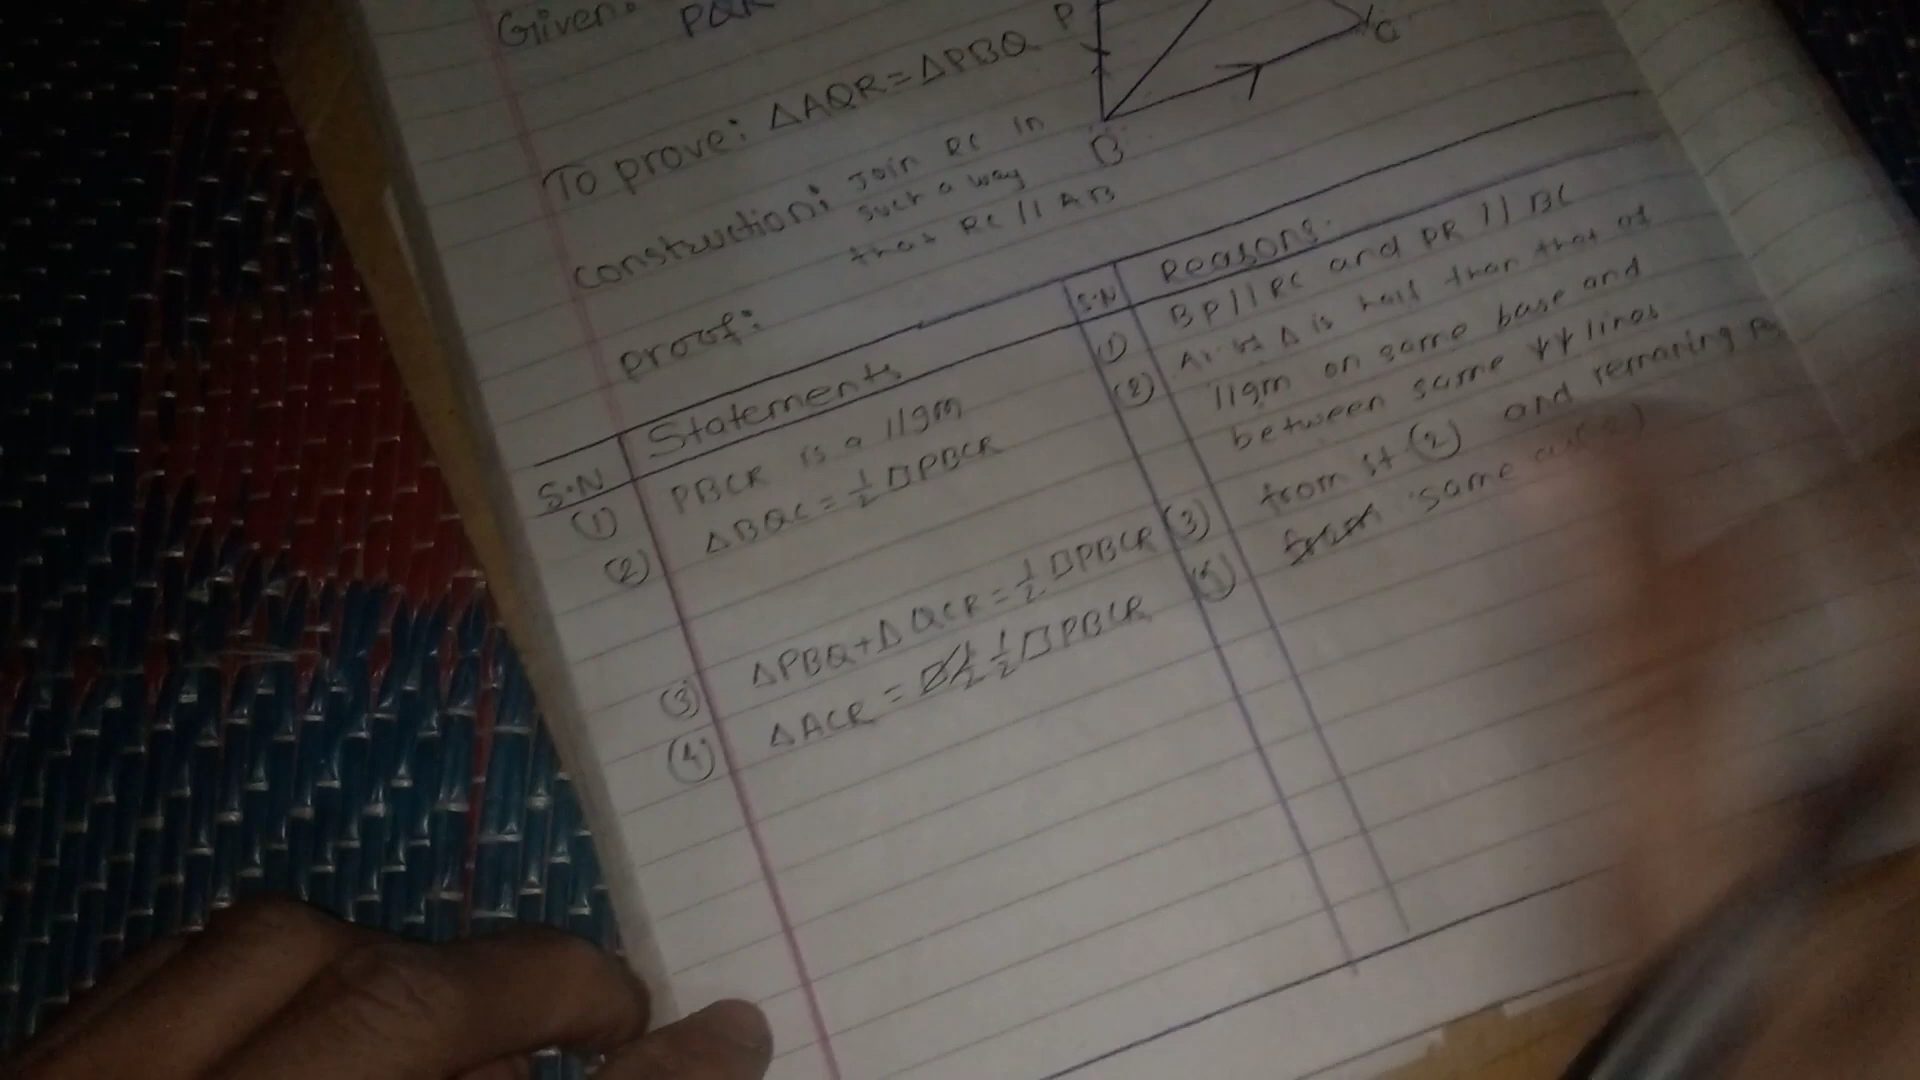 Given: PQR
To prove: ΔAQR=ΔPBQ
P
C
B
construction: Join RC in
such a way
that RC || AB
proof:
S.N Statements S.N Reasons.
(1) PBCR is a ||gm (1) BP||RC and PR || BC
(2) ΔBQC = 1/2 ▱PBCR (2) Ar. of Δ is half than that of
||gm on same base and
between same || lines
(3) ΔPBQ+ΔQCR = 1/2 ▱PBCR (3) from st (2) and remaining
(4) ΔACR = 1/2 ▱PBCR (4) same as (2)